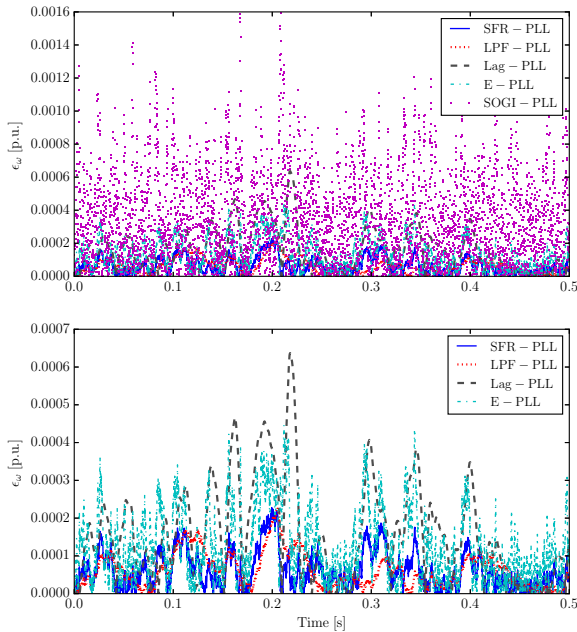 0.0016
0.0014
0.0012
0.0010
0.0008
0.0006
0.0004
0.0002
0.0000
ϵω [p.u.]
SFR − PLL
LPF − PLL
Lag − PLL
E − PLL
SOGI − PLL
0.0 0.1 0.2 0.3 0.4 0.5
0.0007
0.0006
0.0005
0.0004
0.0003
0.0002
0.0001
0.0000
ϵω [p.u.]
SFR − PLL
LPF − PLL
Lag − PLL
E − PLL
0.0 0.1 0.2 0.3 0.4 0.5
Time [s]